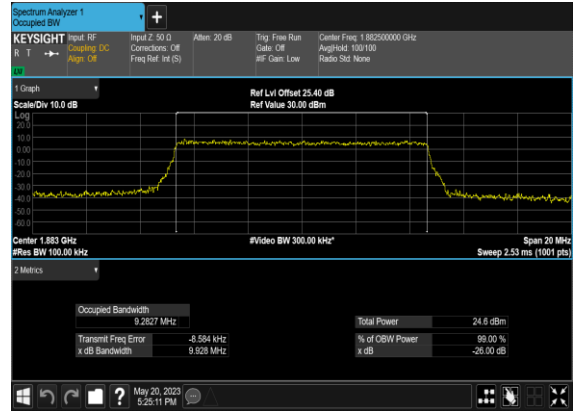 Spectrum Analyzer 1
Occupied BW
KEYSIGHT Input: RF Input Z: 50 Ω Atten: 20 dB Trig: Free Run Center Freq: 1.882500000 GHz
R T Coupling: DC Corrections: Off Gate: Off Avg|Hold: 100/100
Align: Off Freq Ref: Int (S) #IF Gain: Low Radio Std: None
1 Graph
Scale/Div 10.0 dB
Ref Lvl Offset 25.40 dB
Ref Value 30.00 dBm
Log
20.0
10.0
0.00
-10.0
-20.0
-30.0
-40.0
-50.0
-60.0
Center 1.883 GHz #Video BW 300.00 kHz* Span 20 MHz
#Res BW 100.00 kHz Sweep 2.53 ms (1001 pts)
2 Metrics
Occupied Bandwidth
9.2827 MHz
Total Power 24.6 dBm
Transmit Freq Error -8.584 kHz % of OBW Power 99.00 %
x dB Bandwidth 9.928 MHz x dB -26.00 dB
? May 20, 2023
5:25:11 PM